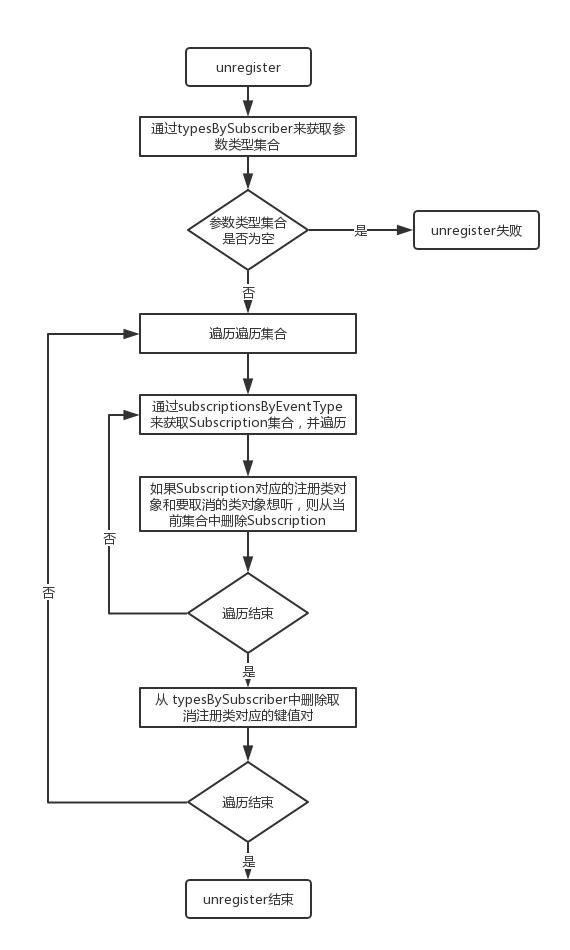 unregister
通过typesBySubscriber来获取参
数类型集合
参数类型集合
是否为空
是
unregister失败
否
遍历遍历集合
通过subscriptionsByEventType
来获取Subscription集合，并遍历
如果Subscription对应的注册类对
象和要取消的类对象想听，则从当
前集合中删除Subscription
否
遍历结束
否
是
从 typesBySubscriber中删除取
消注册类对应的键值对
遍历结束
是
unregister结束